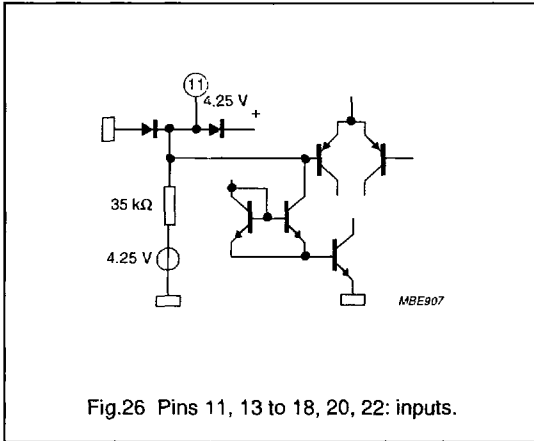 11
4.25 V
+
35 kΩ
4.25 V
MBE907
Fig.26 Pins 11, 13 to 18, 20, 22: inputs.